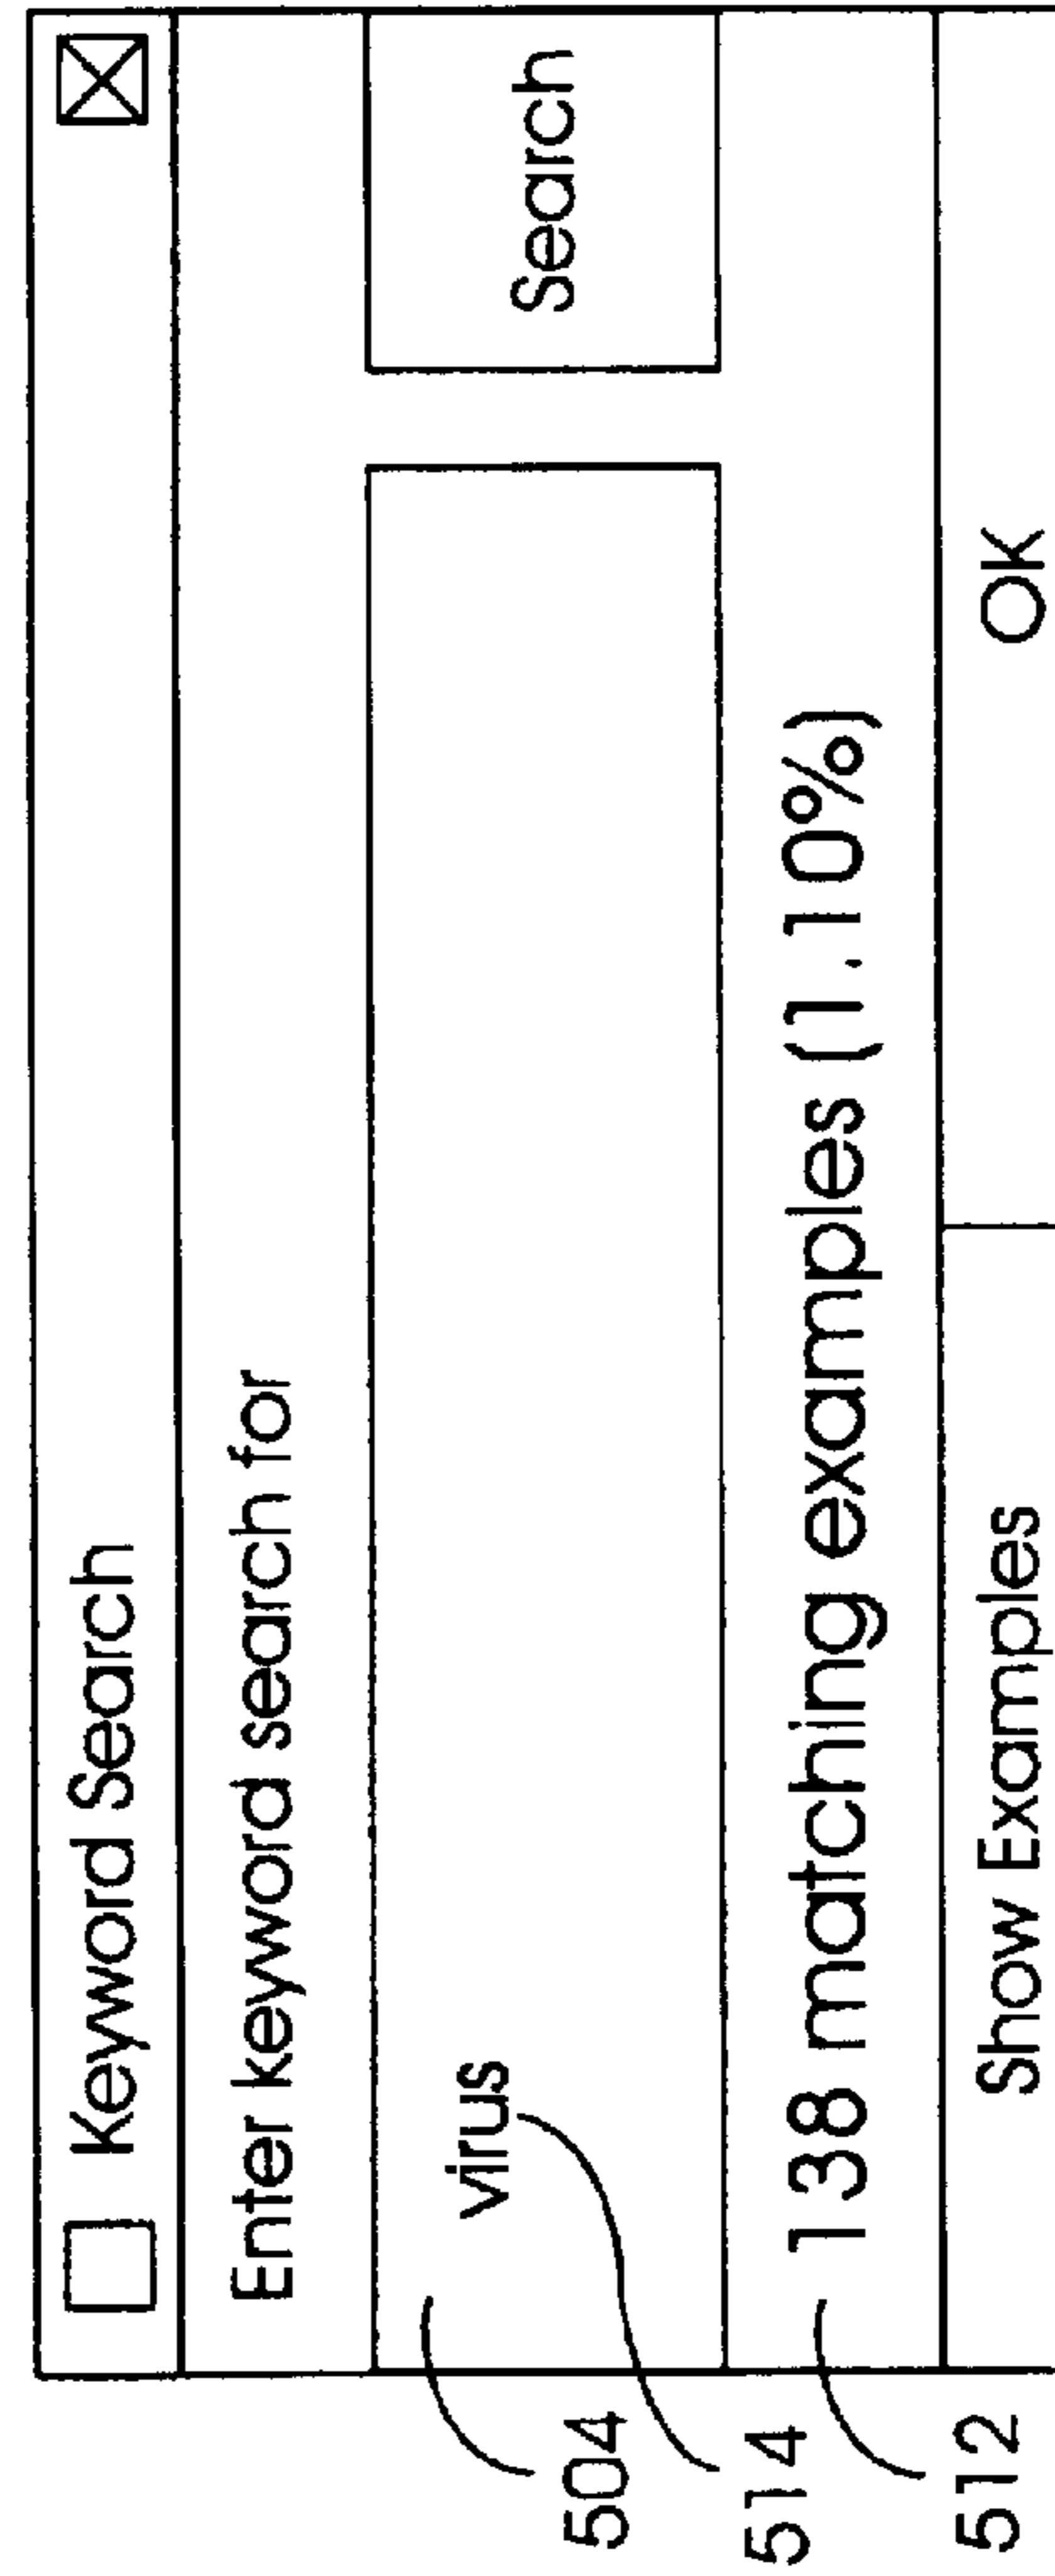 Keyword Search
Enter keyword search for
virus
Search
138 matching examples (1.10%)
Show Examples
OK
504
514
512